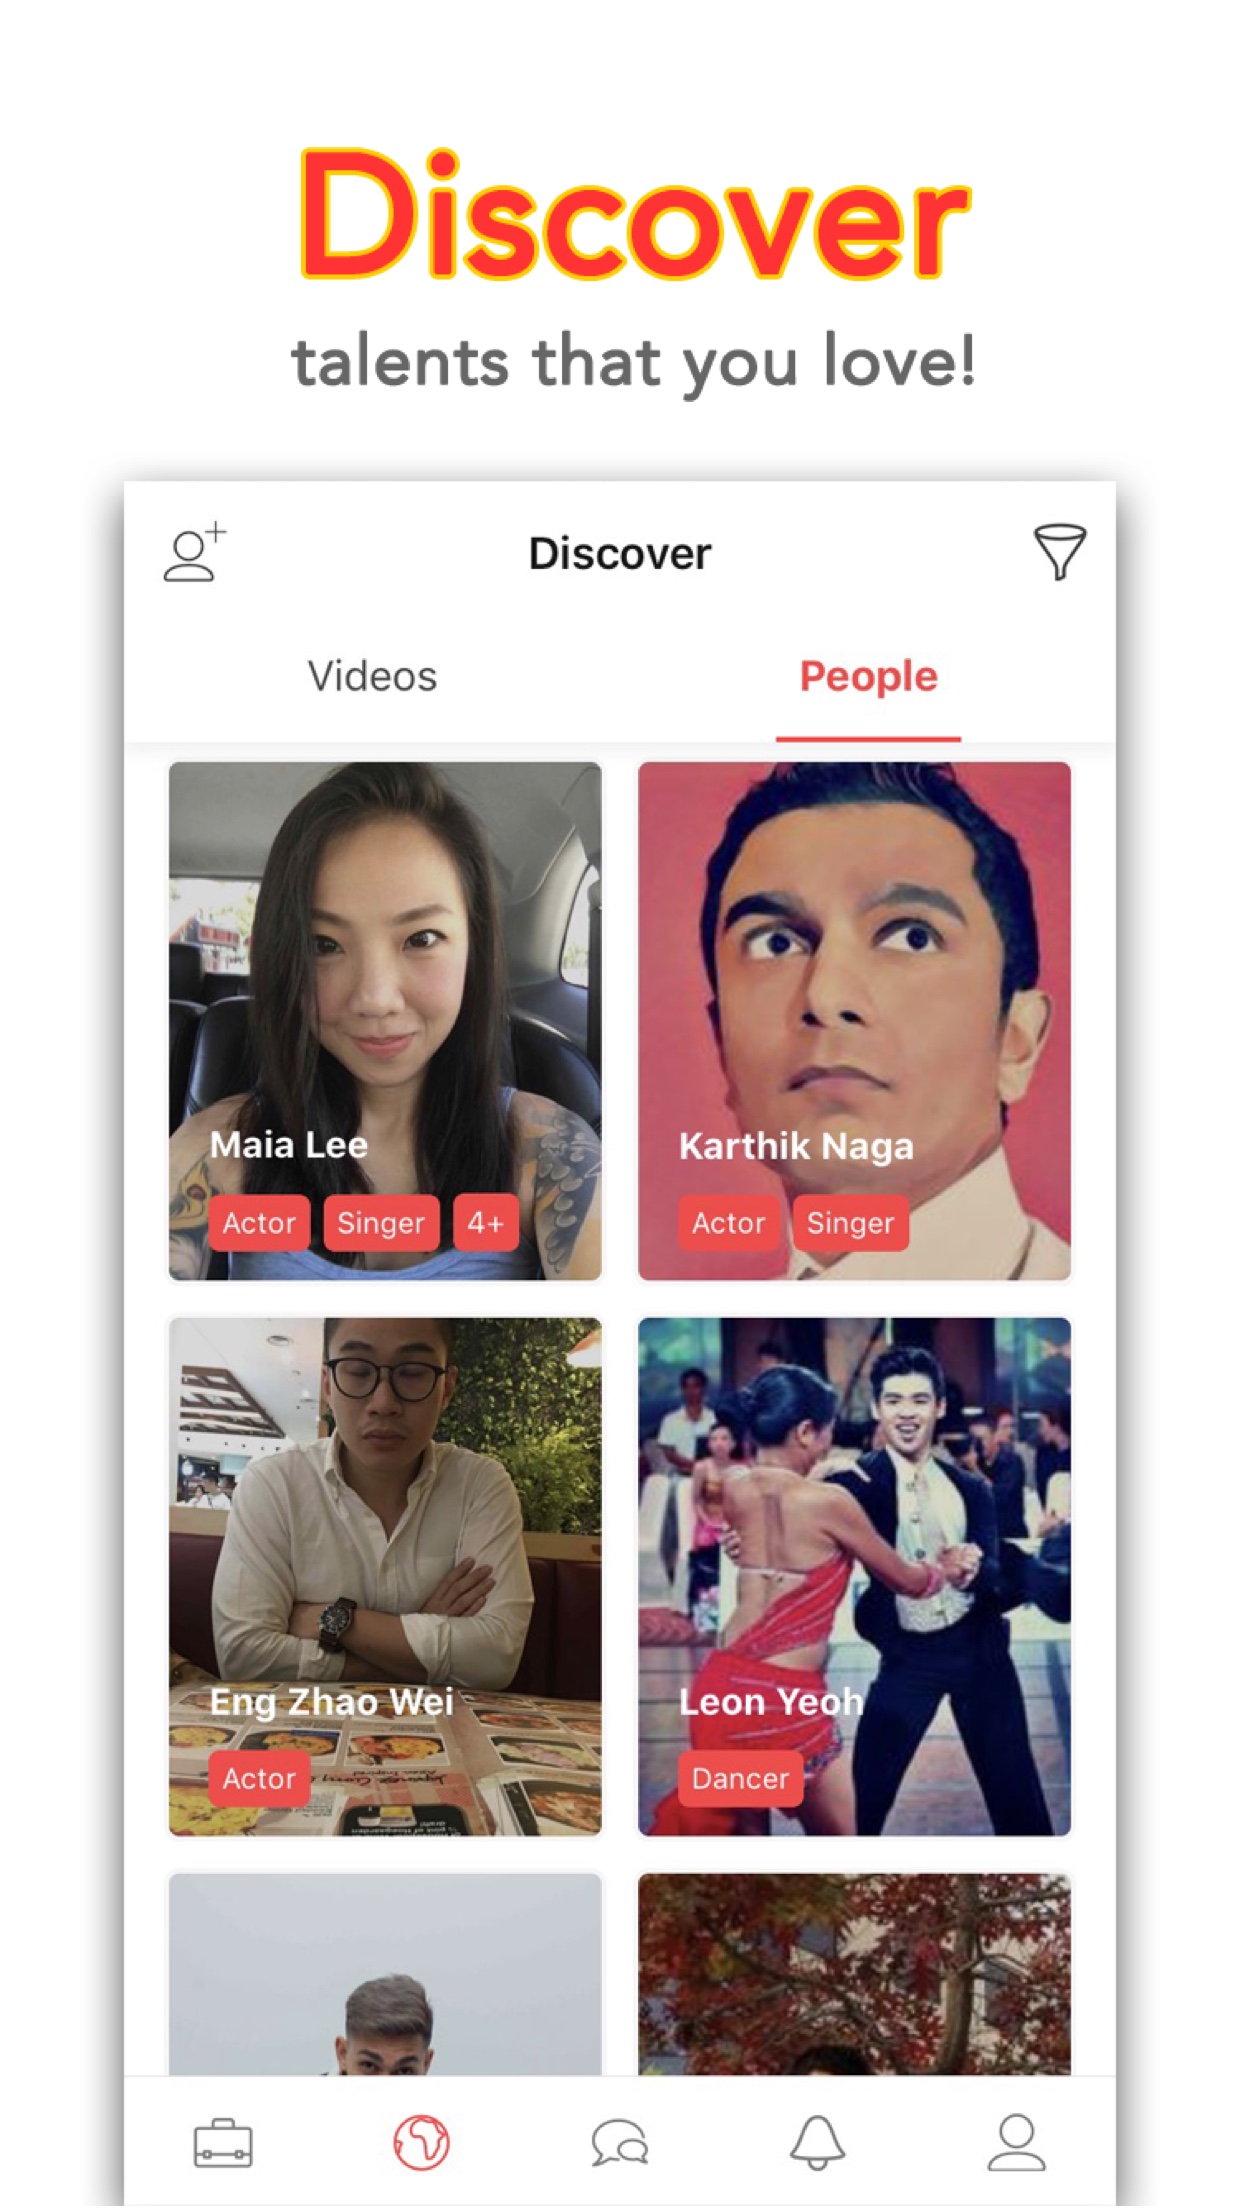 Discover
talents that you love!
Discover
Videos
People
Maia Lee
Actor
Singer
4+
Karthik Naga
Actor
Singer
Eng Zhao Wei
Actor
Leon Yeoh
Dancer